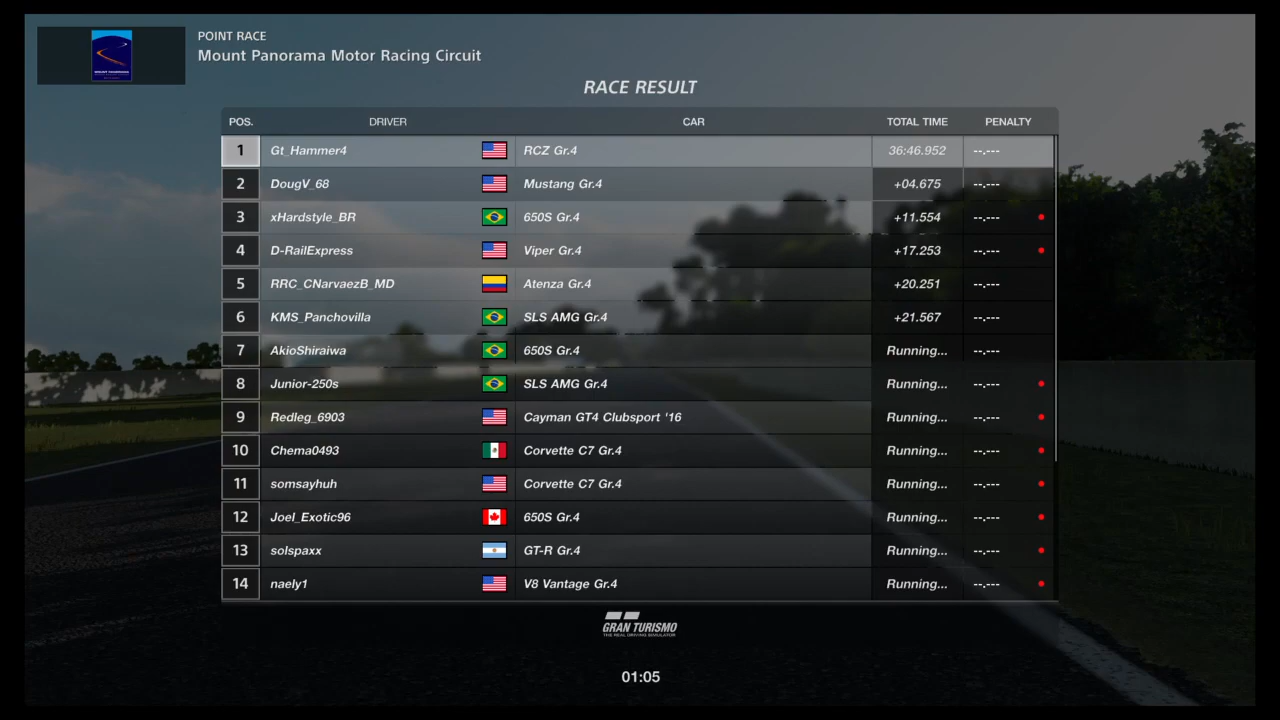 POINT RACE
Mount Panorama Motor Racing Circuit
RACE RESULT
POS. DRIVER CAR TOTAL TIME PENALTY
1 Gt_Hammer4 RCZ Gr.4 36:46.952 --.---
2 DougV_68 Mustang Gr.4 +04.675 --.---
3 xHardstyle_BR 650S Gr.4 +11.554 --.---
4 D-RailExpress Viper Gr.4 +17.253 --.---
5 RRC_CNarvaezB_MD Atenza Gr.4 +20.251 --.---
6 KMS_Panchovilla SLS AMG Gr.4 +21.567 --.---
7 AkioShiraiwa 650S Gr.4 Running... --.---
8 Junior-250s SLS AMG Gr.4 Running... --.---
9 Redleg_6903 Cayman GT4 Clubsport '16 Running... --.---
10 Chema0493 Corvette C7 Gr.4 Running... --.---
11 somsayhuh Corvette C7 Gr.4 Running... --.---
12 Joel_Exotic96 650S Gr.4 Running... --.---
13 solspaxx GT-R Gr.4 Running... --.---
14 naely1 V8 Vantage Gr.4 Running... --.---
GRAN TURISMO
THE REAL DRIVING SIMULATOR
01:05